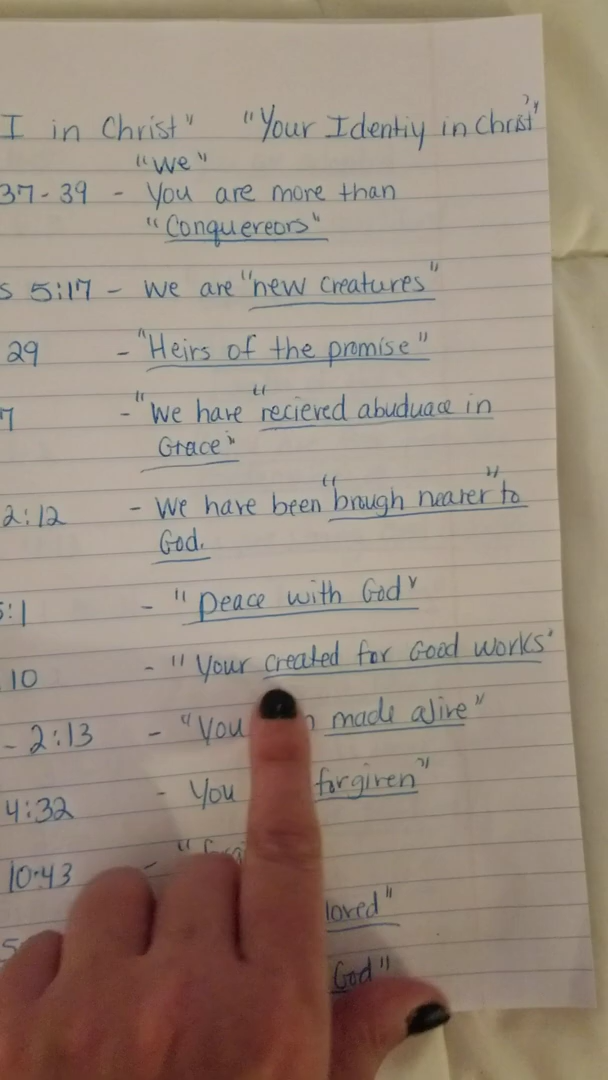 I in Christ" "Your Identiy in Christ"
"We"
37-39 - You are more than
"Conquereors"
s 5:17 - we are "new creatures"
29 - "Heirs of the promise"
7 - "We have "recieved abuduace in
Grace"
2:12 - We have been "brough nearer" to
God.
5:1 - "peace with God"
10 - "Your created for Good works"
- 2:13 - "You made alive"
4:32 - You forgiven"
10:43 - "
loved"
5
God"